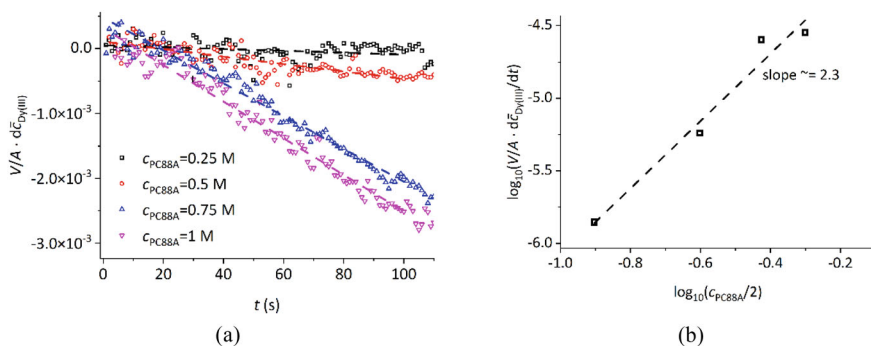 0.0
-1.0×10⁻³
-2.0×10⁻³
-3.0×10⁻³
V/A · dc̄Dy(III)
cPC88A=0.25 M
cPC88A=0.5 M
cPC88A=0.75 M
cPC88A=1 M
0 20 40 60 80 100
t (s)
(a)
-4.5
-5.0
-5.5
-6.0
log₁₀(V/A · dc̄Dy(III)/dt)
slope ~= 2.3
-1.0 -0.8 -0.6 -0.4 -0.2
log₁₀(cPC88A/2)
(b)